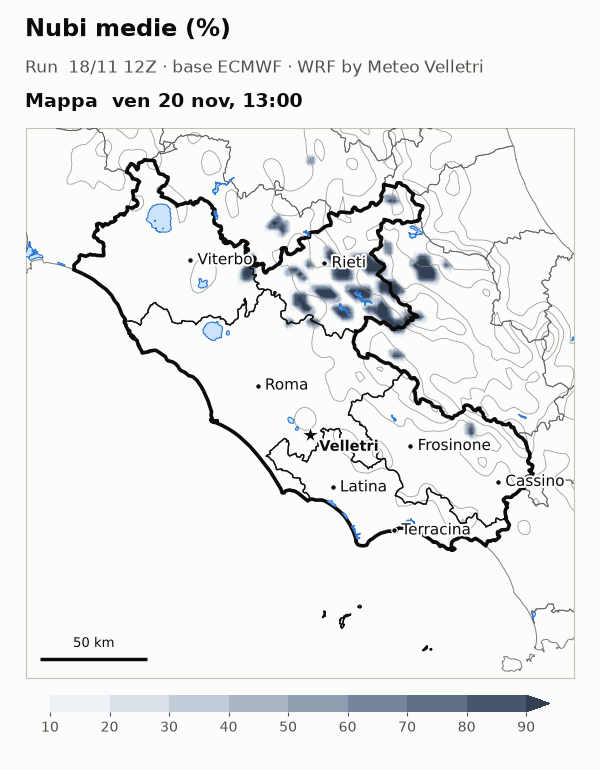 Nubi medie (%)
Run  18/11 12Z · base ECMWF · WRF by Meteo Velletri
Mappa  ven 20 nov, 13:00
Viterbo
Rieti
Roma
Velletri
Frosinone
Latina
Cassino
Terracina
50 km
10 20 30 40 50 60 70 80 90